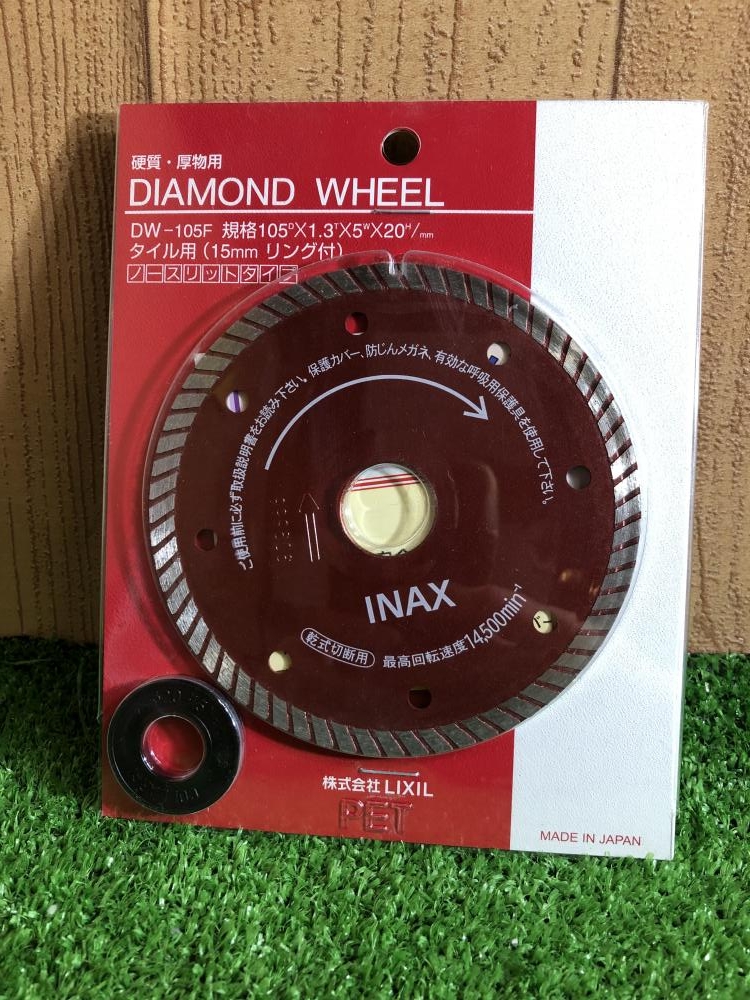 硬質・厚物用
DIAMOND WHEEL
DW-105F 規格105ᴰX1.3ᵀX5ᵂX20ᴴ/mm
タイル用(15mm リング付)
ノースリットタイプ
ご使用前に必ず取扱説明書をお読み下さい。保護カバー、防じんメガネ、有効な呼吸用保護具を使用して下さい。
INAX
乾式切断用
最高回転速度14,500min⁻¹
株式会社 LIXIL
PET
MADE IN JAPAN